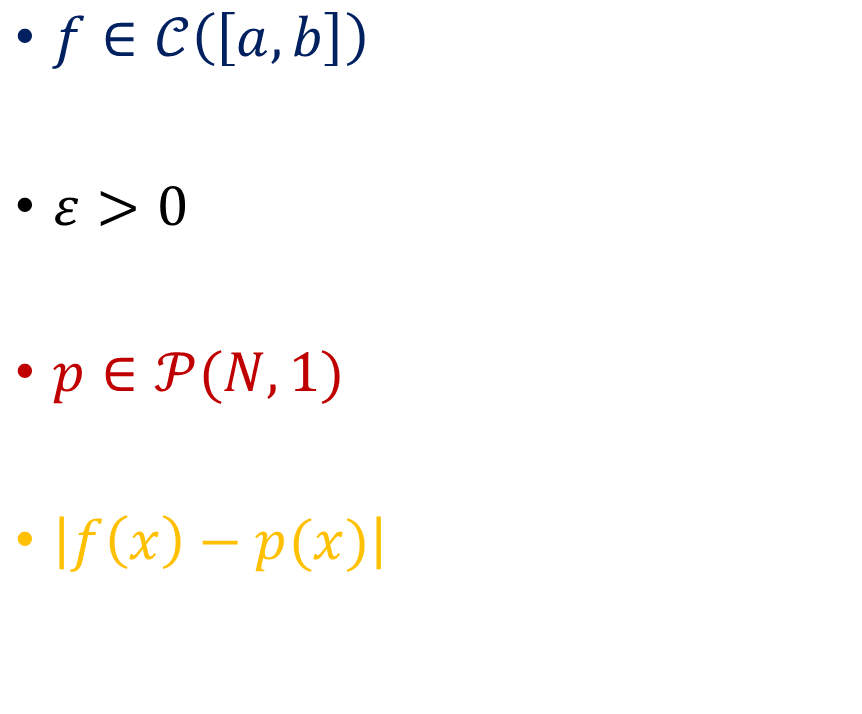 • 𝑓 ∈ 𝒞([𝑎, 𝑏])
• 𝜀 > 0
• 𝑝 ∈ 𝒫(𝑁, 1)
• |𝑓(𝑥) − 𝑝(𝑥)|